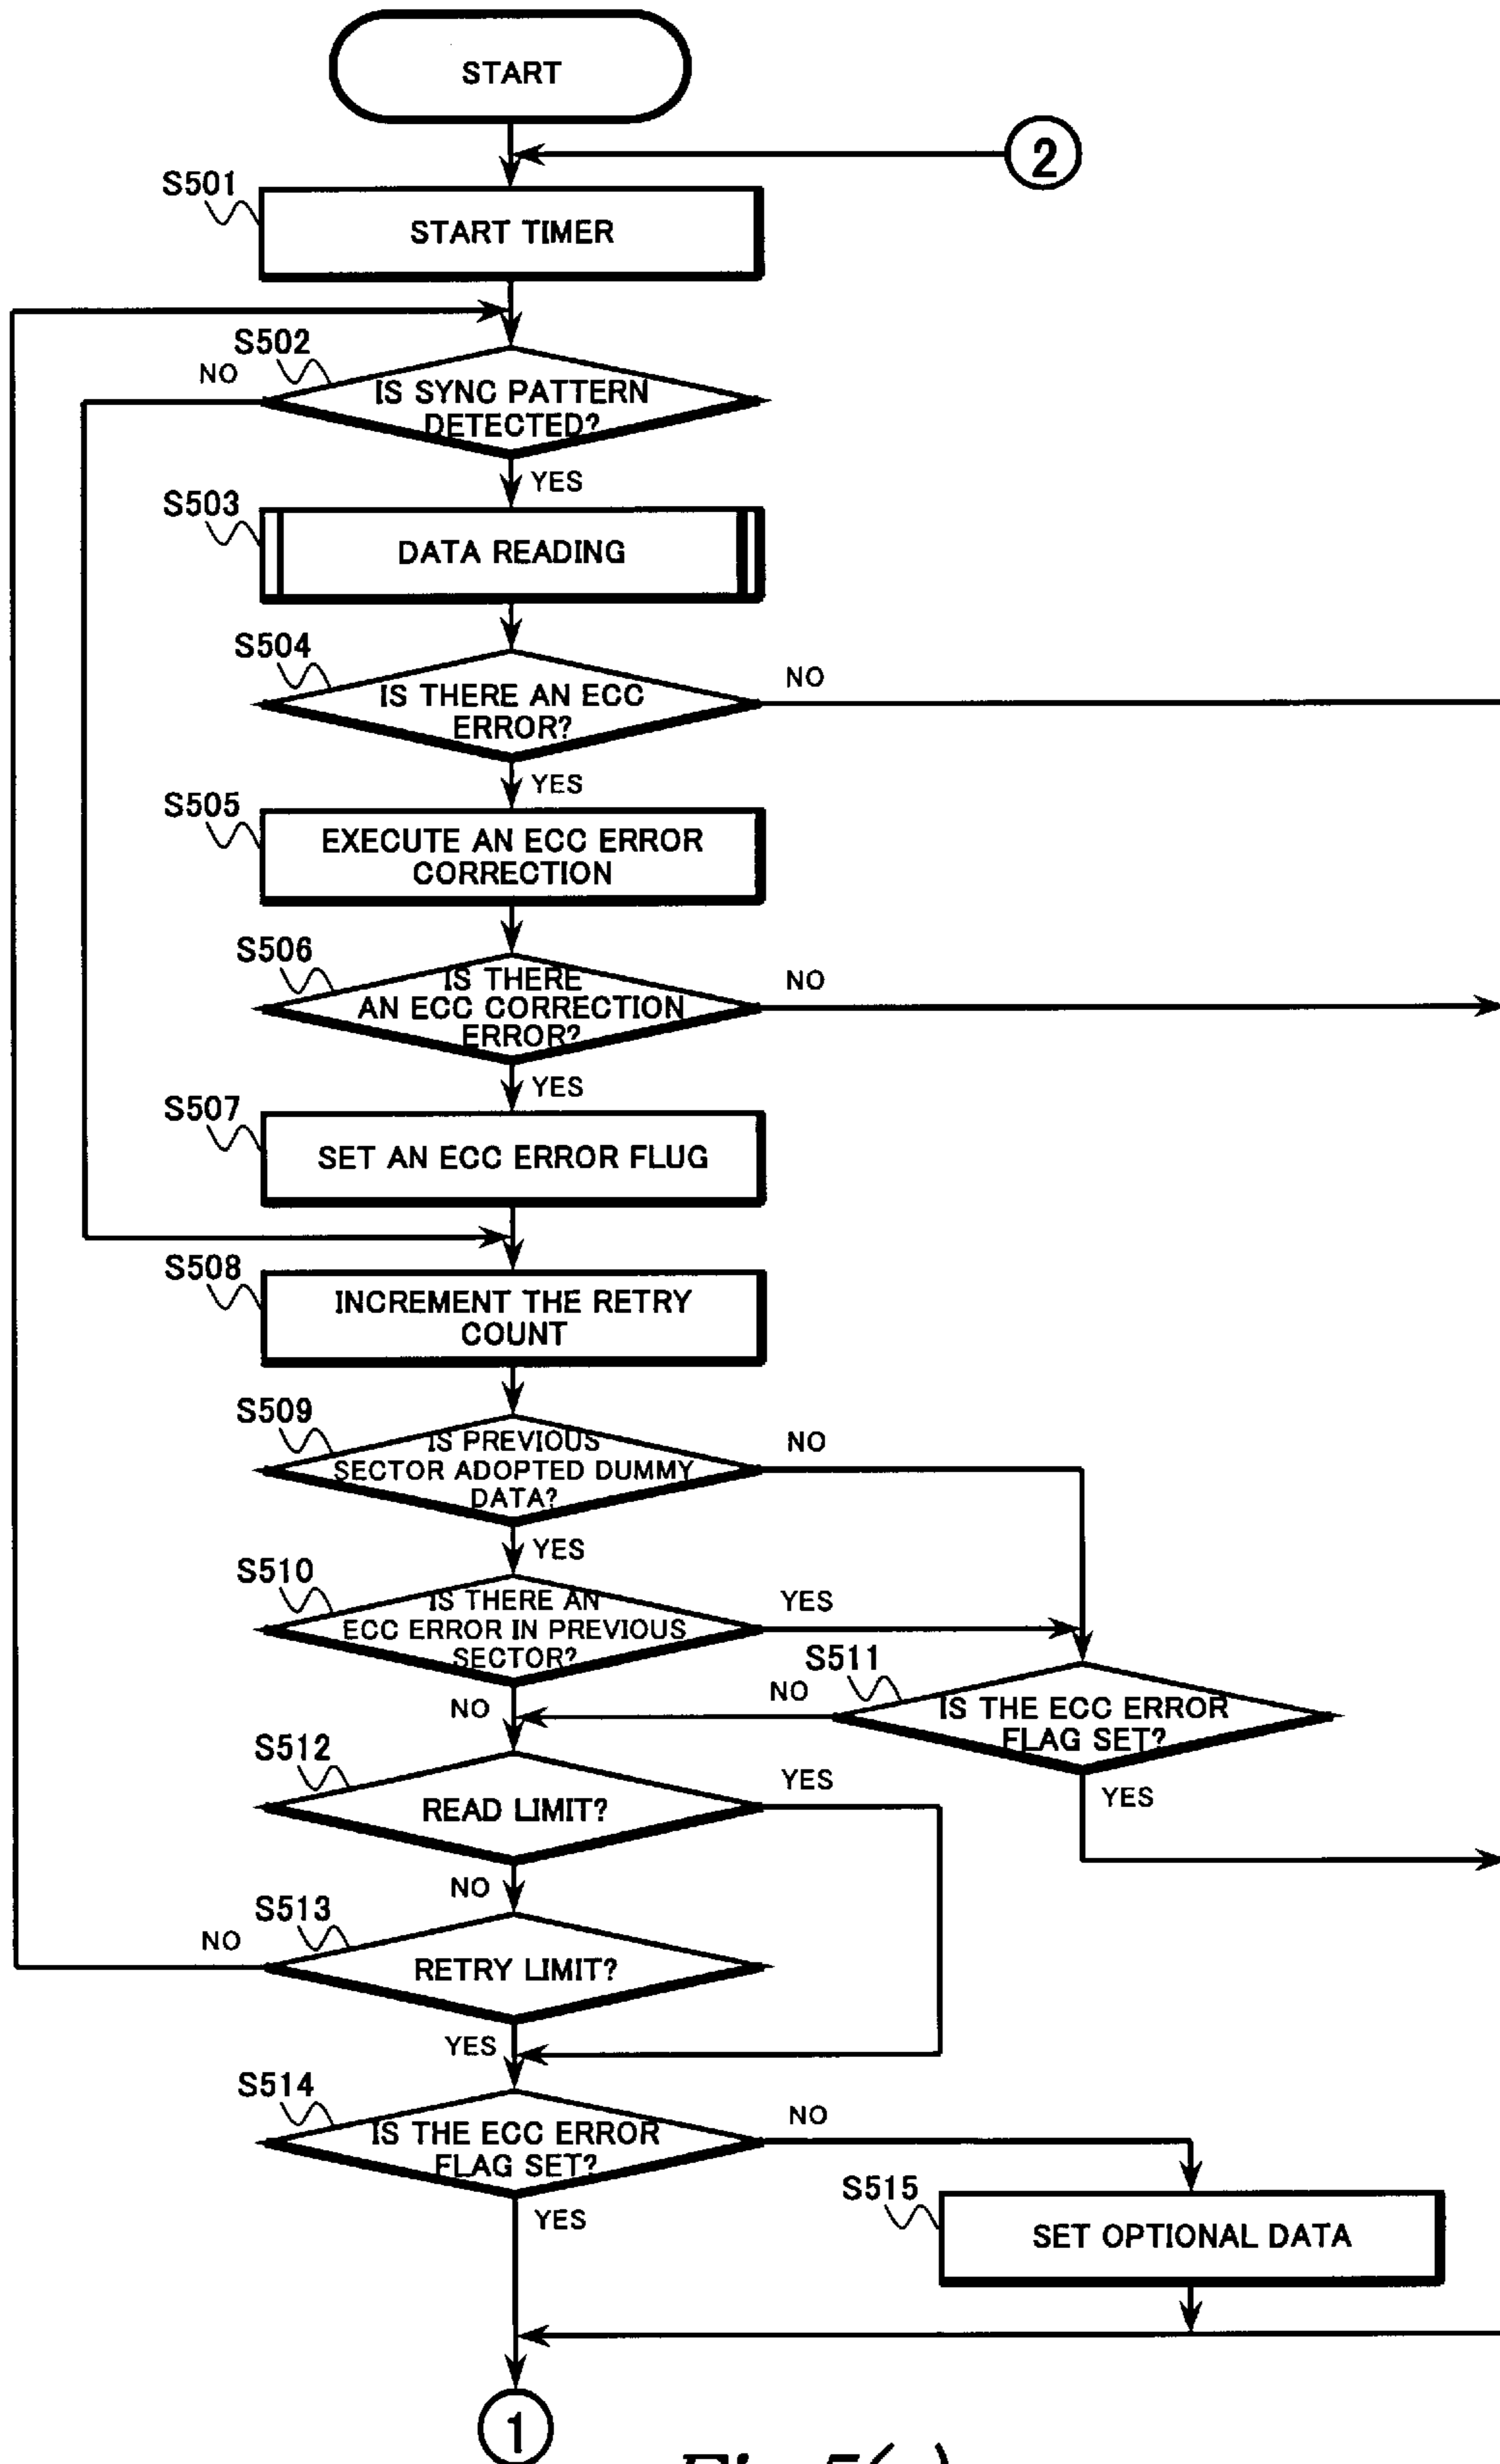 START
2
S501
START TIMER
S502
NO
IS SYNC PATTERN
DETECTED?
YES
S503
DATA READING
S504
NO
IS THERE AN ECC
ERROR?
YES
S505
EXECUTE AN ECC ERROR
CORRECTION
S506
NO
IS THERE
AN ECC CORRECTION
ERROR?
YES
S507
SET AN ECC ERROR FLUG
S508
INCREMENT THE RETRY
COUNT
S509
NO
IS PREVIOUS
SECTOR ADOPTED DUMMY
DATA?
YES
S510
YES
IS THERE AN
ECC ERROR IN PREVIOUS
SECTOR?
NO
S511
NO
IS THE ECC ERROR
FLAG SET?
YES
S512
YES
READ LIMIT?
NO
S513
NO
RETRY LIMIT?
YES
S514
NO
IS THE ECC ERROR
FLAG SET?
YES
S515
SET OPTIONAL DATA
1